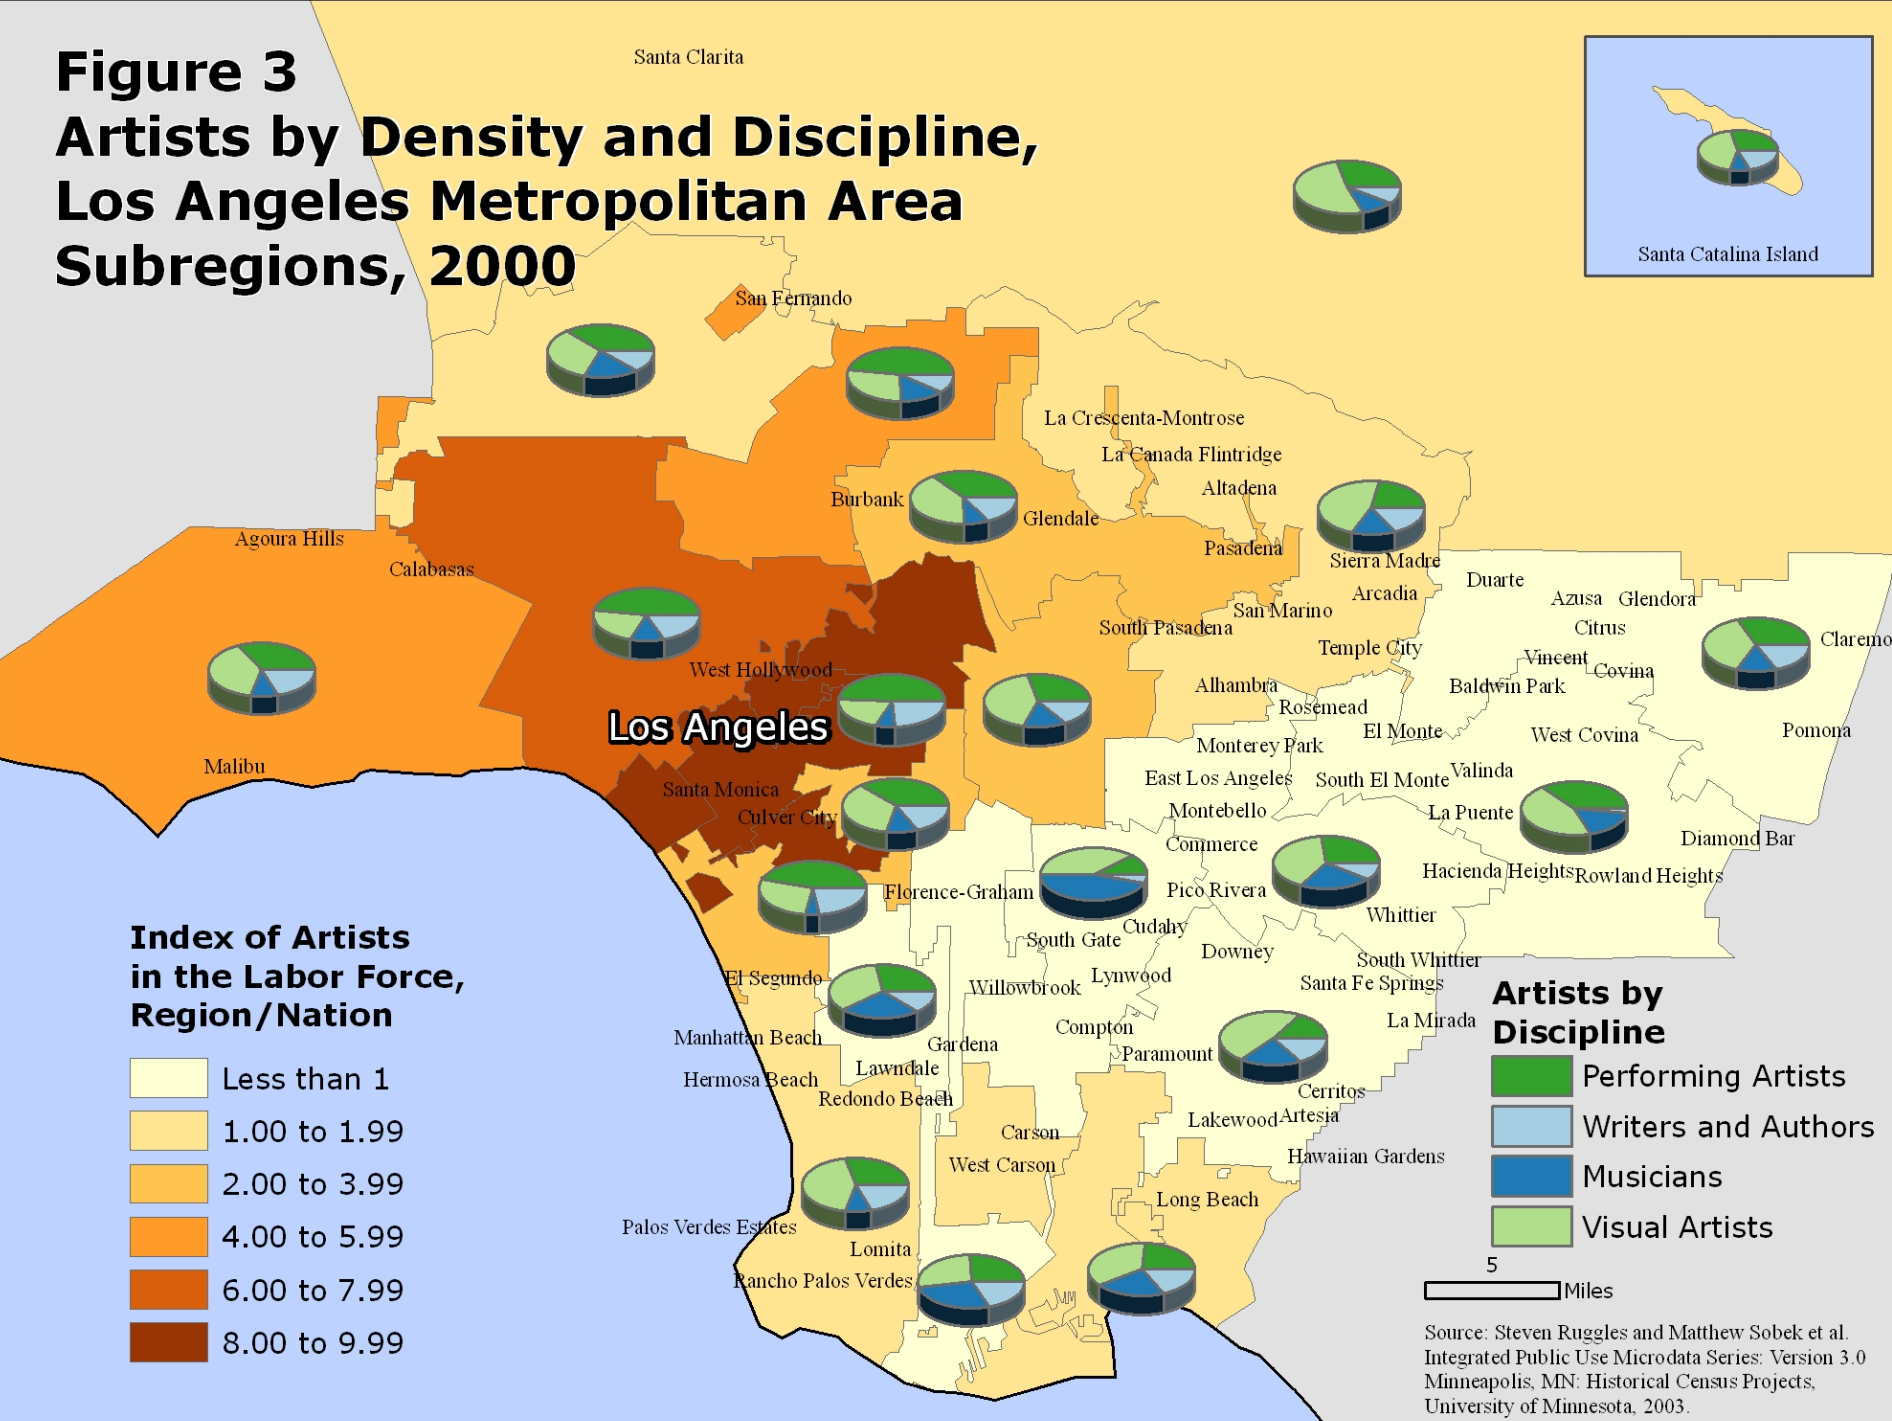 Figure 3
Artists by Density and Discipline,
Los Angeles Metropolitan Area
Subregions, 2000
Santa Clarita
Santa Catalina Island
San Fernando
La Crescenta-Montrose
La Canada Flintridge
Altadena
Burbank
Glendale
Agoura Hills
Pasadena
Sierra Madre
Calabasas
Duarte
Arcadia
Azusa
Glendora
San Marino
South Pasadena
Citrus
Claremo
Temple City
Vincent
West Hollywood
Covina
Alhambra
Baldwin Park
Rosemead
Los Angeles
El Monte
Pomona
West Covina
Monterey Park
Malibu
Valinda
East Los Angeles
South El Monte
Santa Monica
Montebello
La Puente
Culver City
Diamond Bar
Commerce
Hacienda Heights
Rowland Heights
Florence-Graham
Pico Rivera
Whittier
Cudahy
South Gate
Downey
South Whittier
El Segundo
Lynwood
Santa Fe Springs
Willowbrook
La Mirada
Compton
Manhattan Beach
Gardena
Paramount
Lawndale
Hermosa Beach
Cerritos
Redondo Beach
Artesia
Lakewood
Carson
Hawaiian Gardens
West Carson
Long Beach
Palos Verdes Estates
Lomita
Rancho Palos Verdes
Index of Artists
in the Labor Force,
Region/Nation
Less than 1
1.00 to 1.99
2.00 to 3.99
4.00 to 5.99
6.00 to 7.99
8.00 to 9.99
Artists by
Discipline
Performing Artists
Writers and Authors
Musicians
Visual Artists
5
Miles
Source: Steven Ruggles and Matthew Sobek et al.
Integrated Public Use Microdata Series: Version 3.0
Minneapolis, MN: Historical Census Projects,
University of Minnesota, 2003.